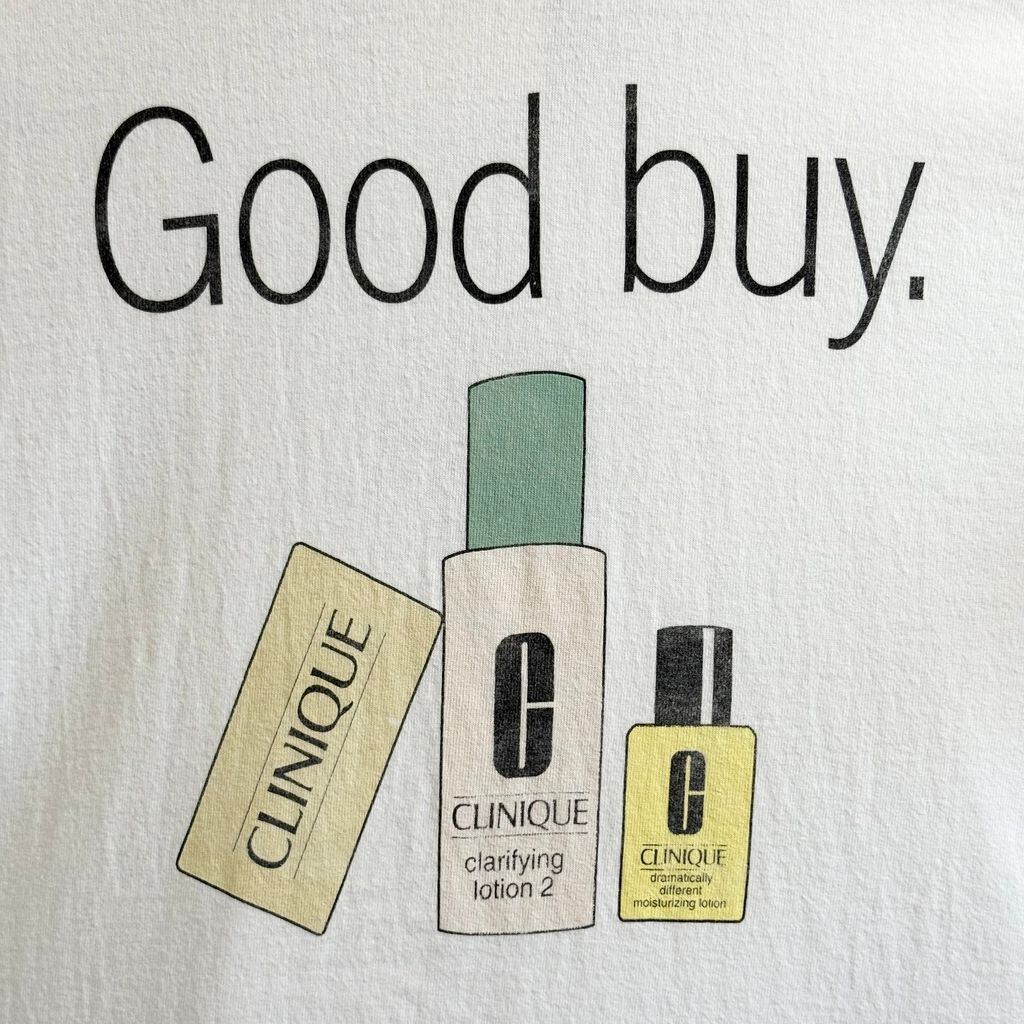 Good buy.
CLINIQUE
C
CLINIQUE
clarifying
lotion 2
C
CLINIQUE
dramatically
different
moisturizing lotion